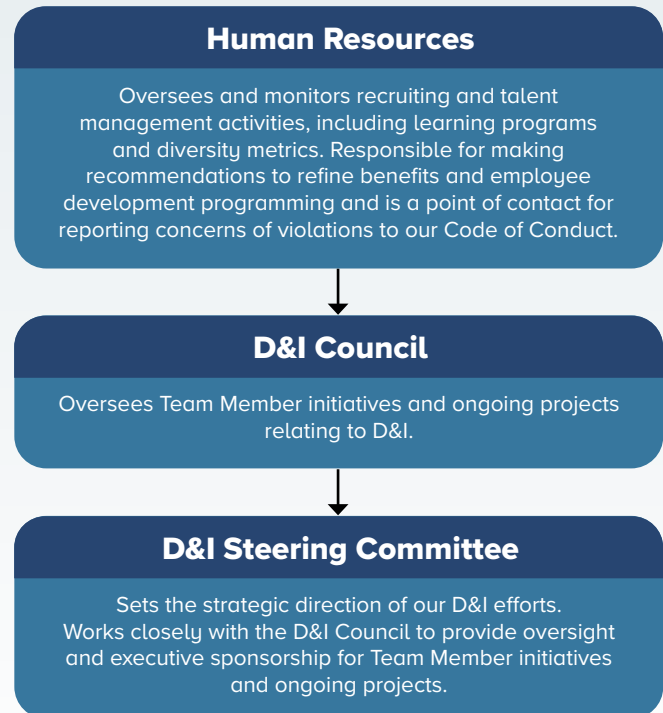 Human Resources
Oversees and monitors recruiting and talent
management activities, including learning programs
and diversity metrics. Responsible for making
recommendations to refine benefits and employee
development programming and is a point of contact for
reporting concerns of violations to our Code of Conduct.
D&I Council
Oversees Team Member initiatives and ongoing projects
relating to D&I.
D&I Steering Committee
Sets the strategic direction of our D&I efforts.
Works closely with the D&I Council to provide oversight
and executive sponsorship for Team Member initiatives
and ongoing projects.